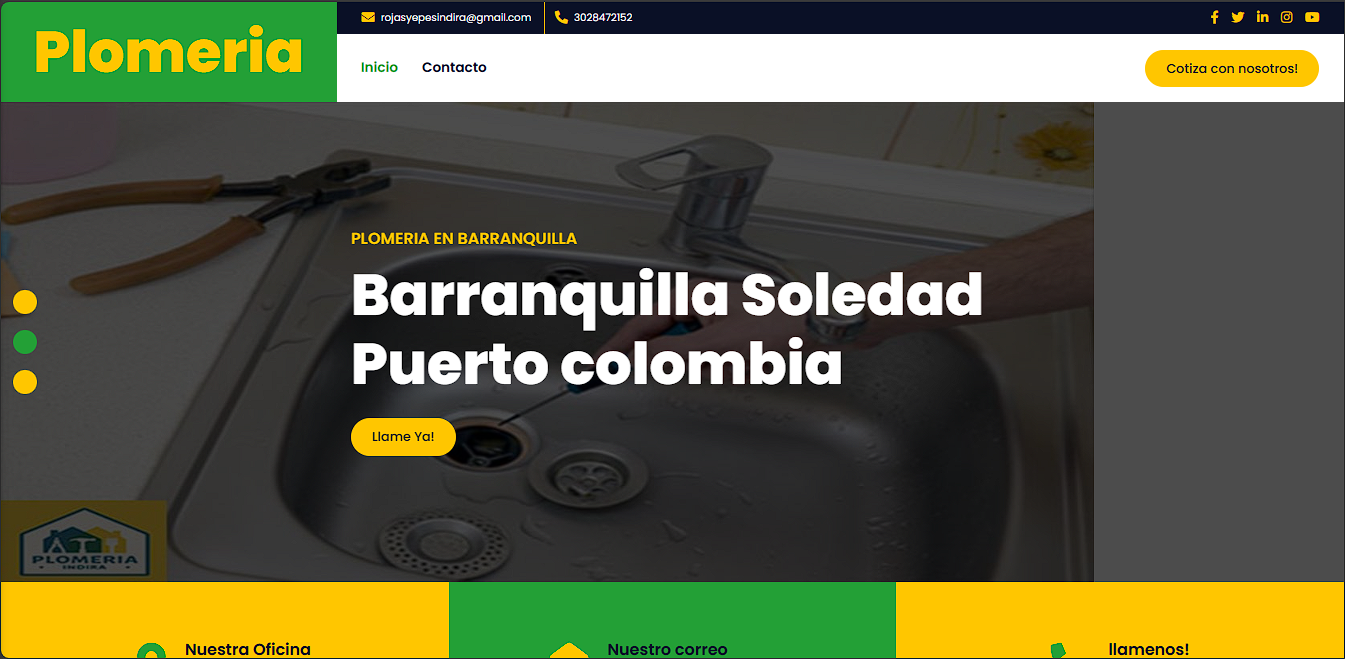 Plomeria
rojasyepesindira@gmail.com
3028472152
Inicio
Contacto
Cotiza con nosotros!
PLOMERIA EN BARRANQUILLA
Barranquilla Soledad
Puerto colombia
Llame Ya!
PLOMERIA
INDIRA
Nuestra Oficina
Nuestro correo
llamenos!